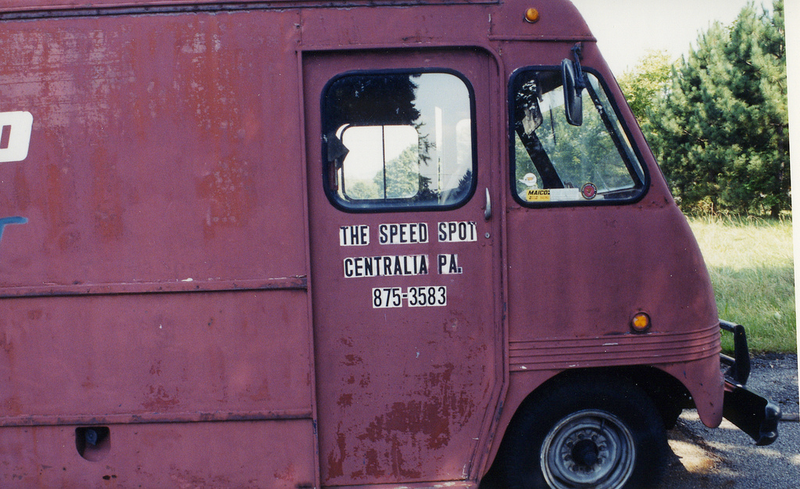 THE SPEED SPOT
CENTRALIA PA.
875-3583
MAICO